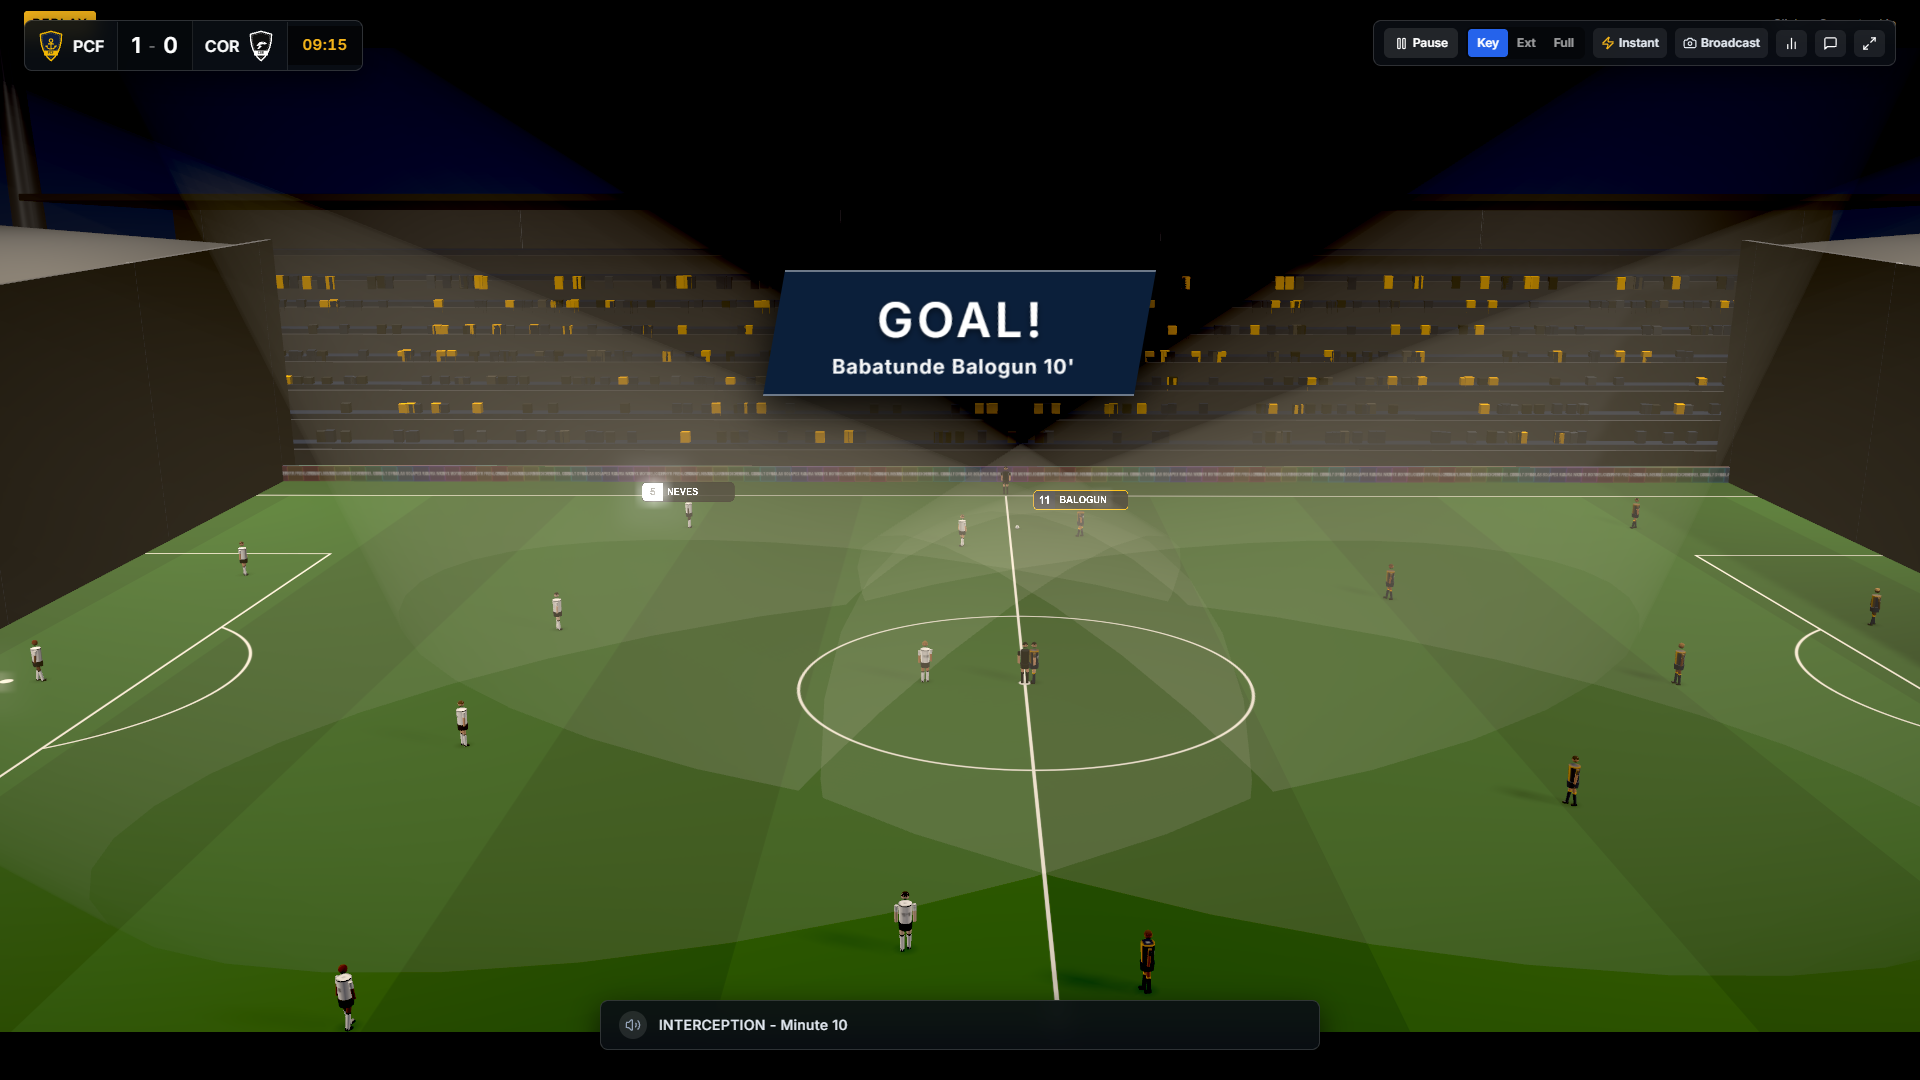 PCF 1 - 0 COR 09:15
Pause Key Ext Full Instant Broadcast
GOAL!
Babatunde Balogun 10'
5 NEVES
11 BALOGUN
INTERCEPTION - Minute 10